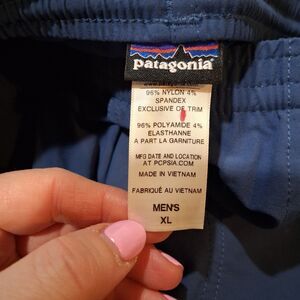 patagonia
96% NYLON 4%
SPANDEX
EXCLUSIVE OF TRIM
96% POLYAMIDE 4%
ELASTHANNE
A PART LA GARNITURE
MFG DATE AND LOCATION
AT PCPSIA.COM
MADE IN VIETNAM
FABRIQUÉ AU VIETNAM
MEN'S
XL